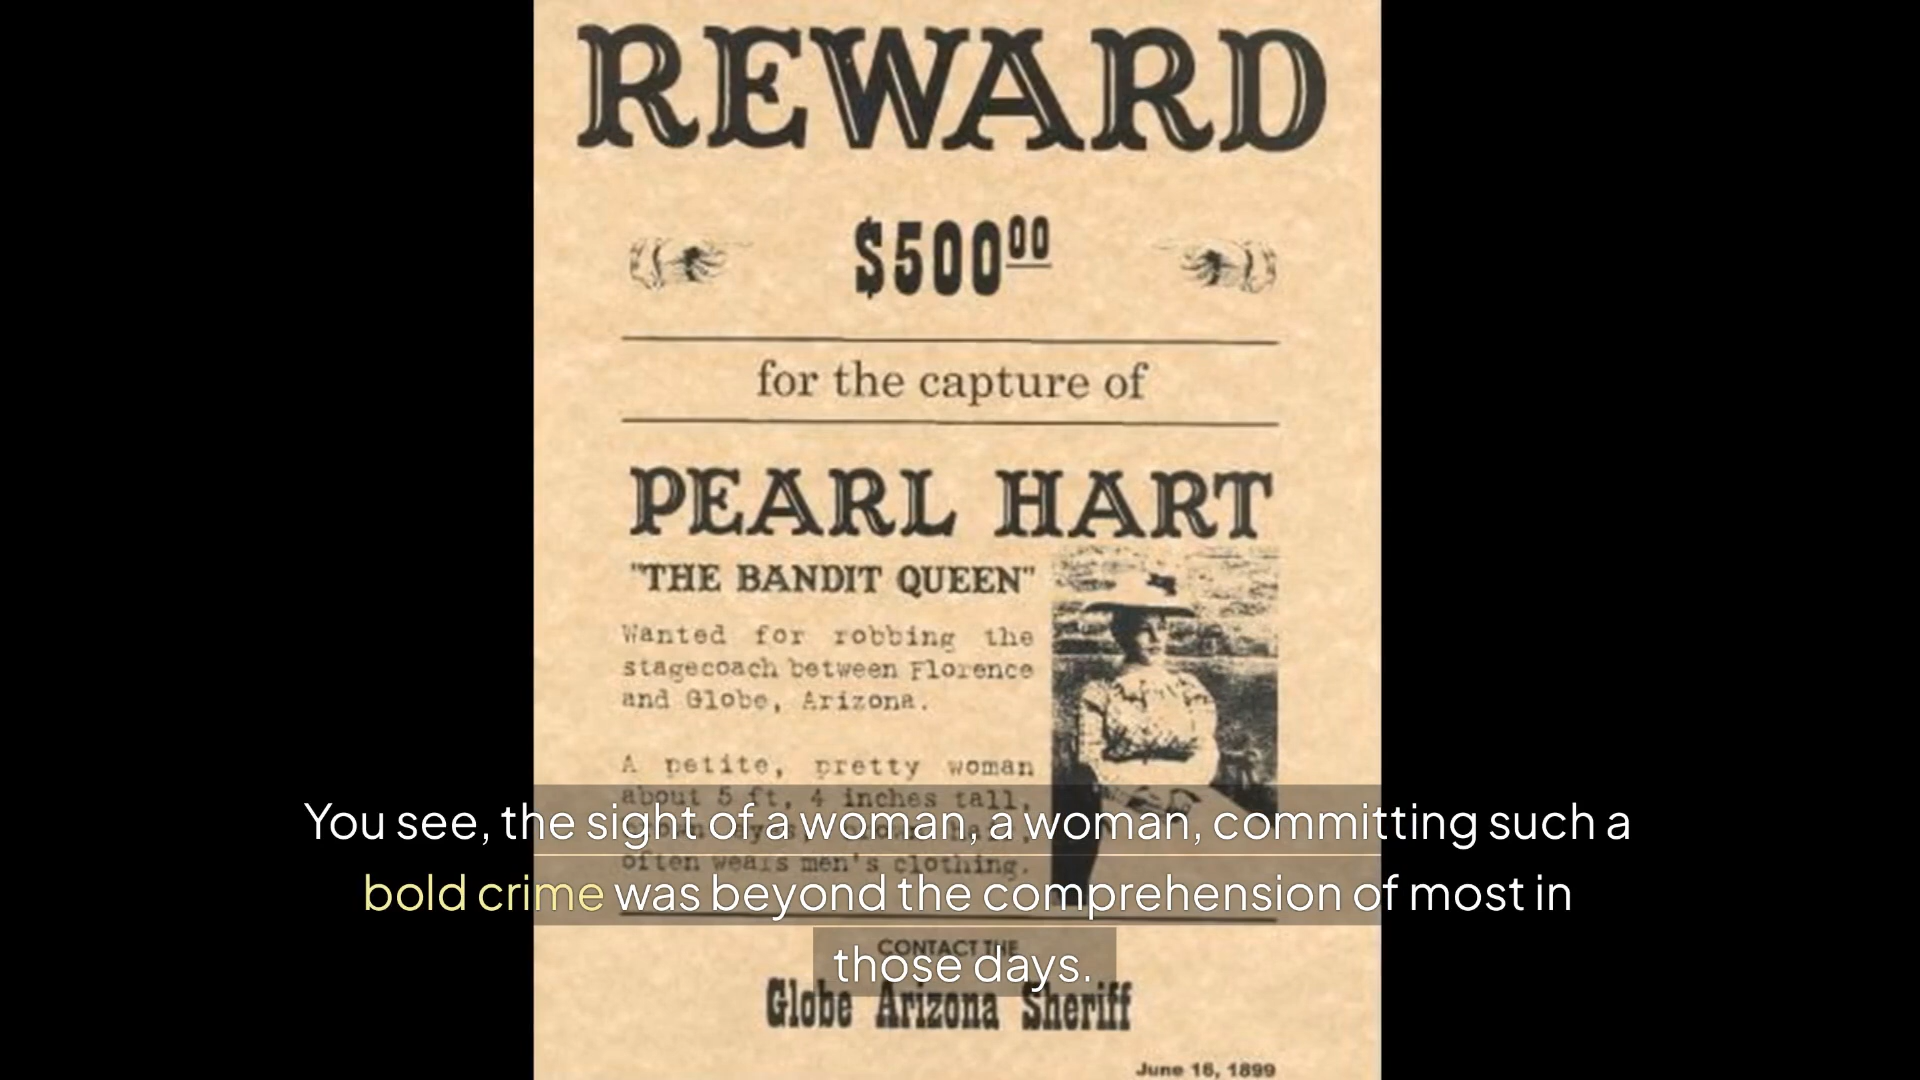 REWARD
$500.00
for the capture of
PEARL HART
"THE BANDIT QUEEN"
Wanted for robbing the
stagecoach between Florence
and Globe, Arizona.
A petite, pretty woman
about 5 ft, 4 inches tall,
often wears men's clothing.
You see, the sight of a woman, a woman, committing such a
bold crime was beyond the comprehension of most in
those days.
CONTACT THE
Globe Arizona Sheriff
June 16, 1899